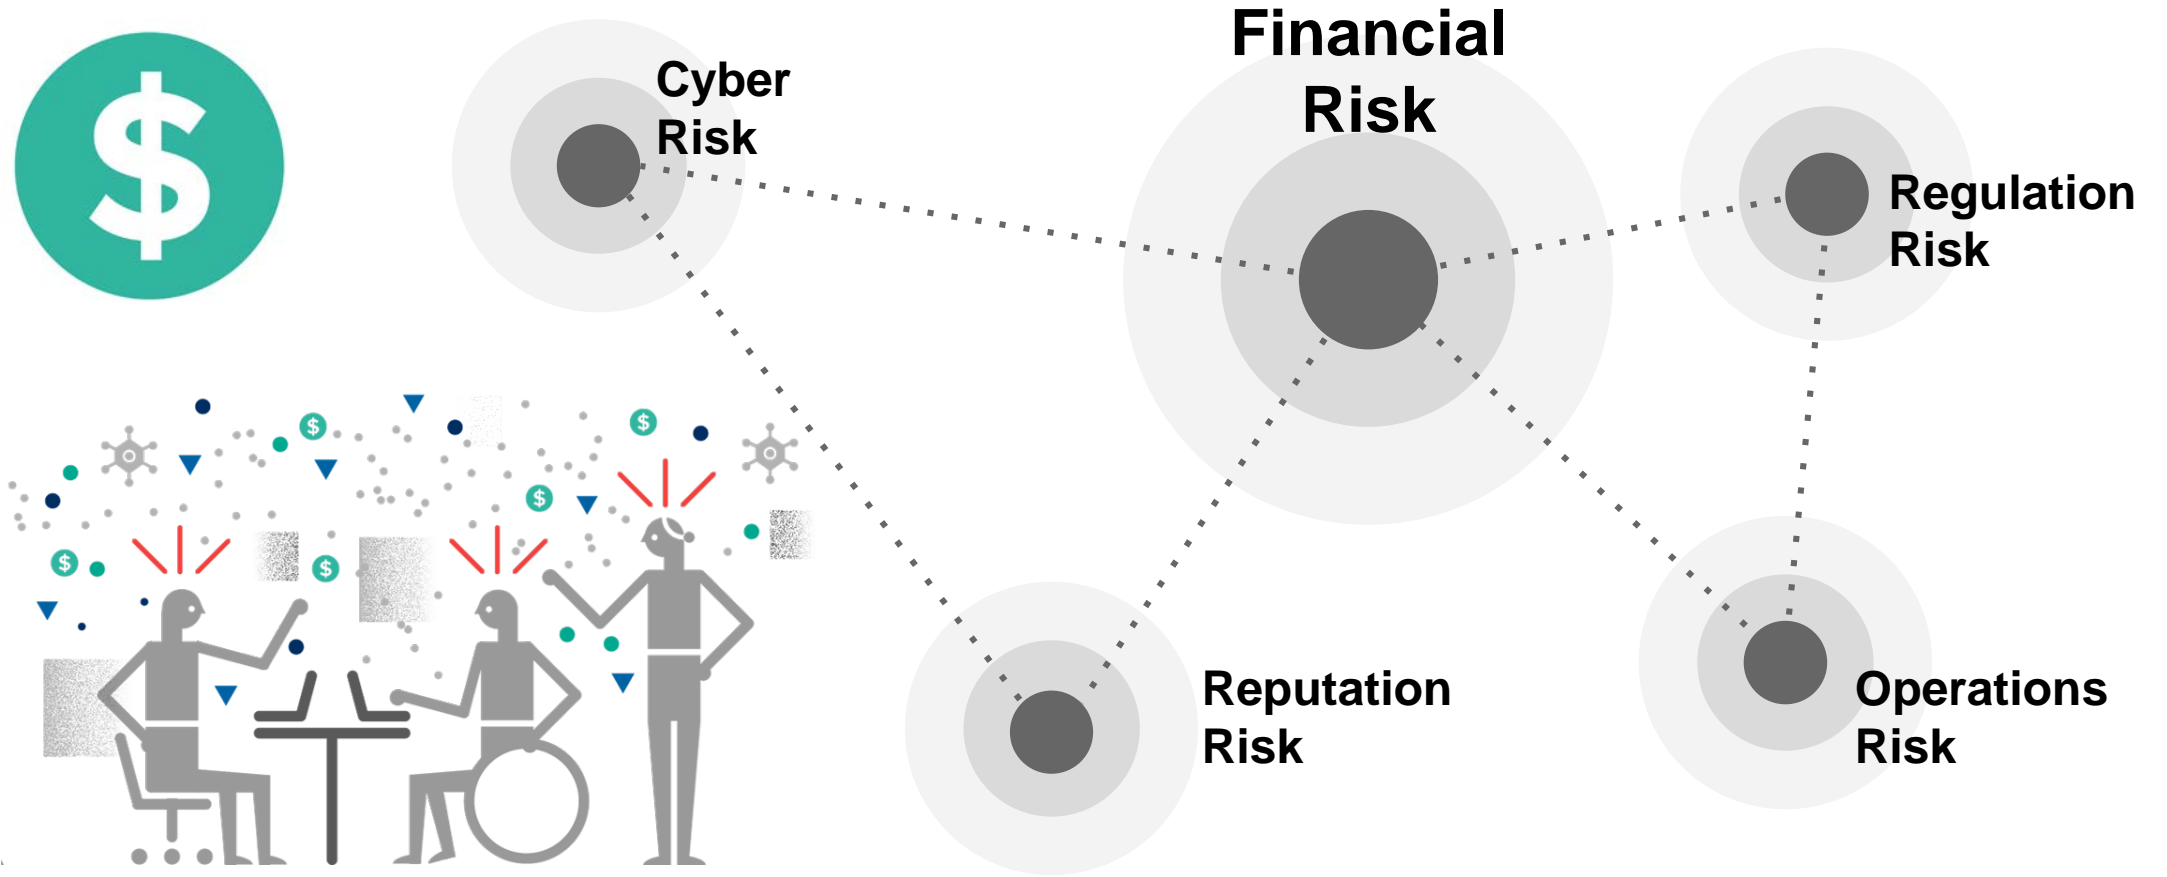 Financial
Risk
Cyber
Risk
Regulation
Risk
Reputation
Risk
Operations
Risk
$
$
$
$
$
$